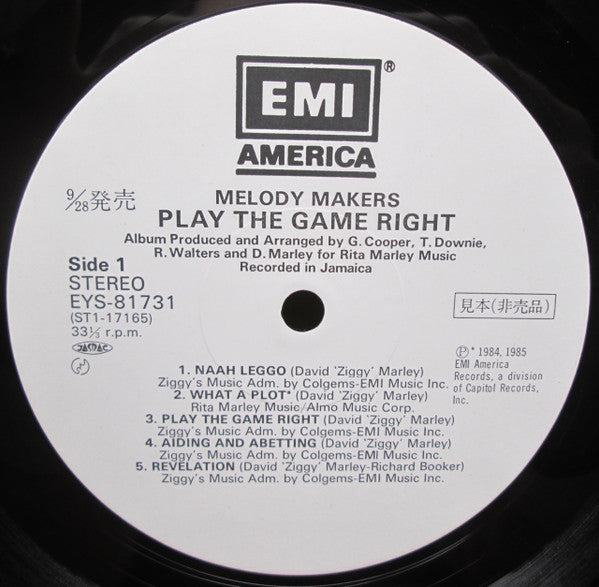 EMI ®
AMERICA
9/28発売
MELODY MAKERS
PLAY THE GAME RIGHT
Album Produced and Arranged by G. Cooper, T. Downie,
R. Walters and D. Marley for Rita Marley Music
Recorded in Jamaica
Side 1
STEREO
EYS-81731
(ST1-17165)
33⅓ r.p.m.
JASRAC
見本(非売品)
Ⓟ* 1984, 1985
EMI America
Records, a division
of Capitol Records,
Inc.
1. NAAH LEGGO (David 'Ziggy' Marley)
Ziggy's Music Adm. by Colgems-EMI Music Inc.
2. WHAT A PLOT* (David 'Ziggy' Marley)
Rita Marley Music/Almo Music Corp.
3. PLAY THE GAME RIGHT (David 'Ziggy' Marley)
Ziggy's Music Adm. by Colgems-EMI Music Inc.
4. AIDING AND ABETTING (David 'Ziggy' Marley)
Ziggy's Music Adm. by Colgems-EMI Music Inc.
5. REVELATION (David 'Ziggy' Marley-Richard Booker)
Ziggy's Music Adm. by Colgems-EMI Music Inc.